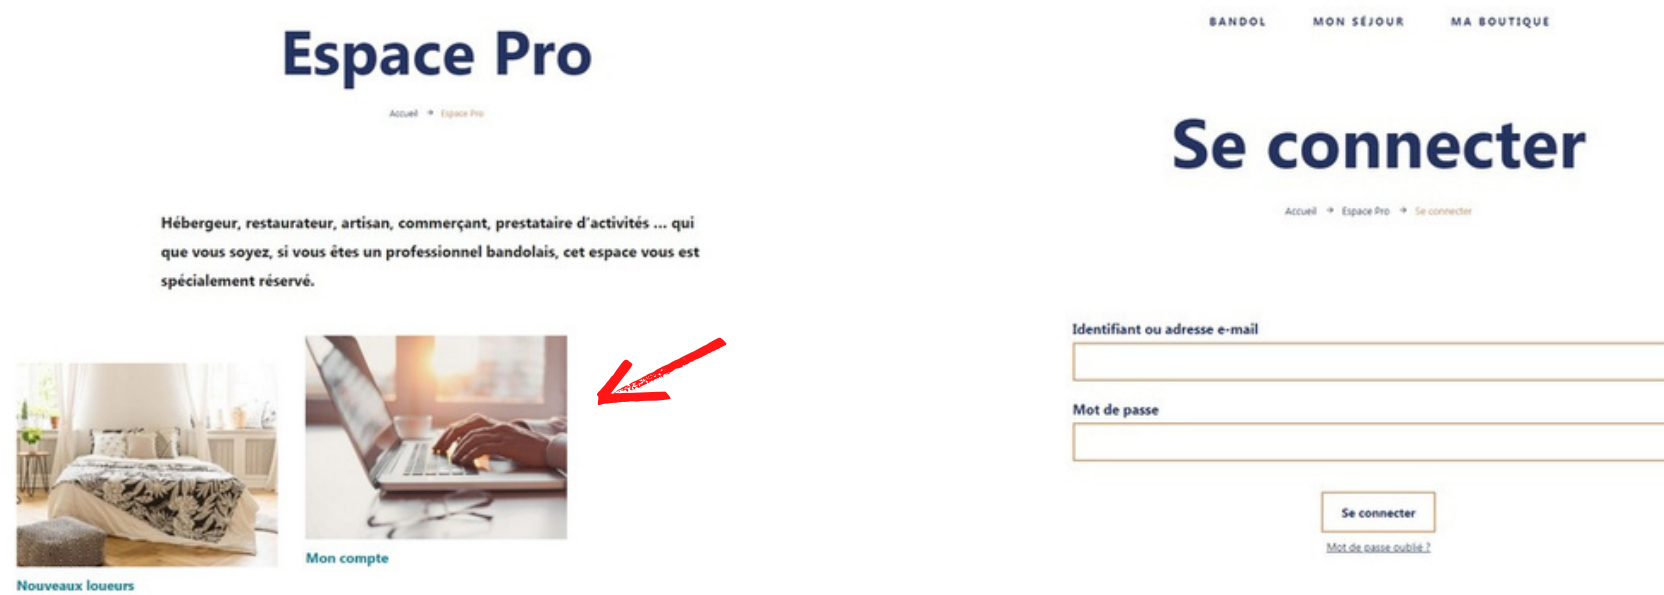 Espace Pro
Accueil → Espace Pro
Hébergeur, restaurateur, artisan, commerçant, prestataire d'activités ... qui
que vous soyez, si vous êtes un professionnel bandolais, cet espace vous est
spécialement réservé.
Mon compte
Nouveaux loueurs
BANDOL MON SÉJOUR MA BOUTIQUE
Se connecter
Accueil → Espace Pro → Se connecter
Identifiant ou adresse e-mail
Mot de passe
Se connecter
Mot de passe oublié ?